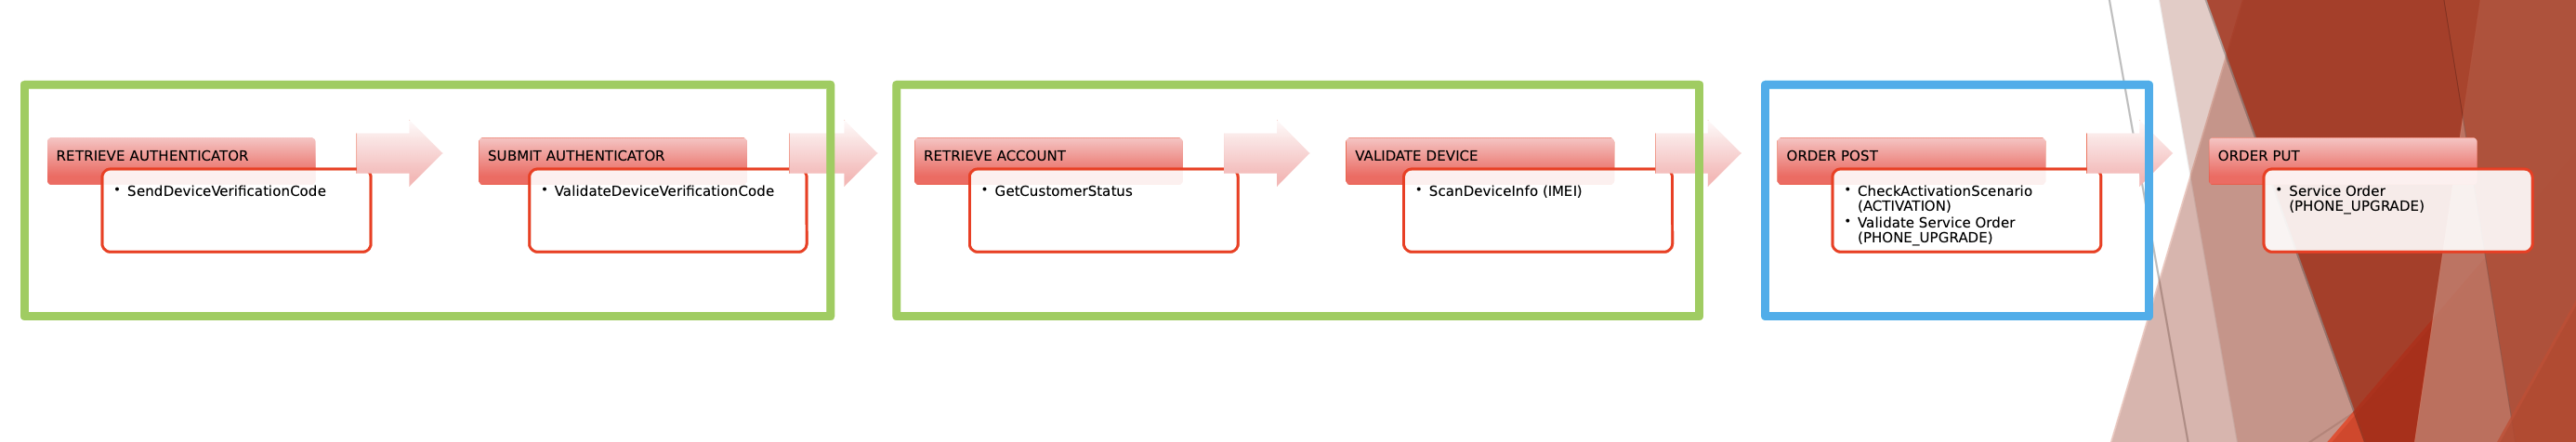 RETRIEVE AUTHENTICATOR
• SendDeviceVerificationCode
SUBMIT AUTHENTICATOR
• ValidateDeviceVerificationCode
RETRIEVE ACCOUNT
• GetCustomerStatus
VALIDATE DEVICE
• ScanDeviceInfo (IMEI)
ORDER POST
• CheckActivationScenario
(ACTIVATION)
• Validate Service Order
(PHONE_UPGRADE)
ORDER PUT
• Service Order
(PHONE_UPGRADE)